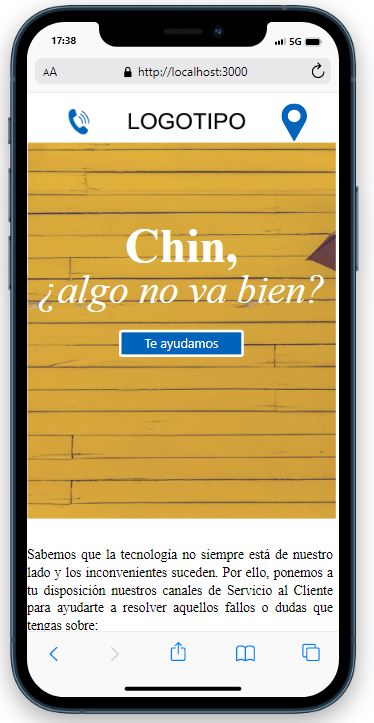 17:38
5G
AA
http://localhost:3000
LOGOTIPO
Chin,
¿algo no va bien?
Te ayudamos
Sabemos que la tecnología no siempre está de nuestro
lado y los inconvenientes suceden. Por ello, ponemos a
tu disposición nuestros canales de Servicio al Cliente
para ayudarte a resolver aquellos fallos o dudas que
tengas sobre: